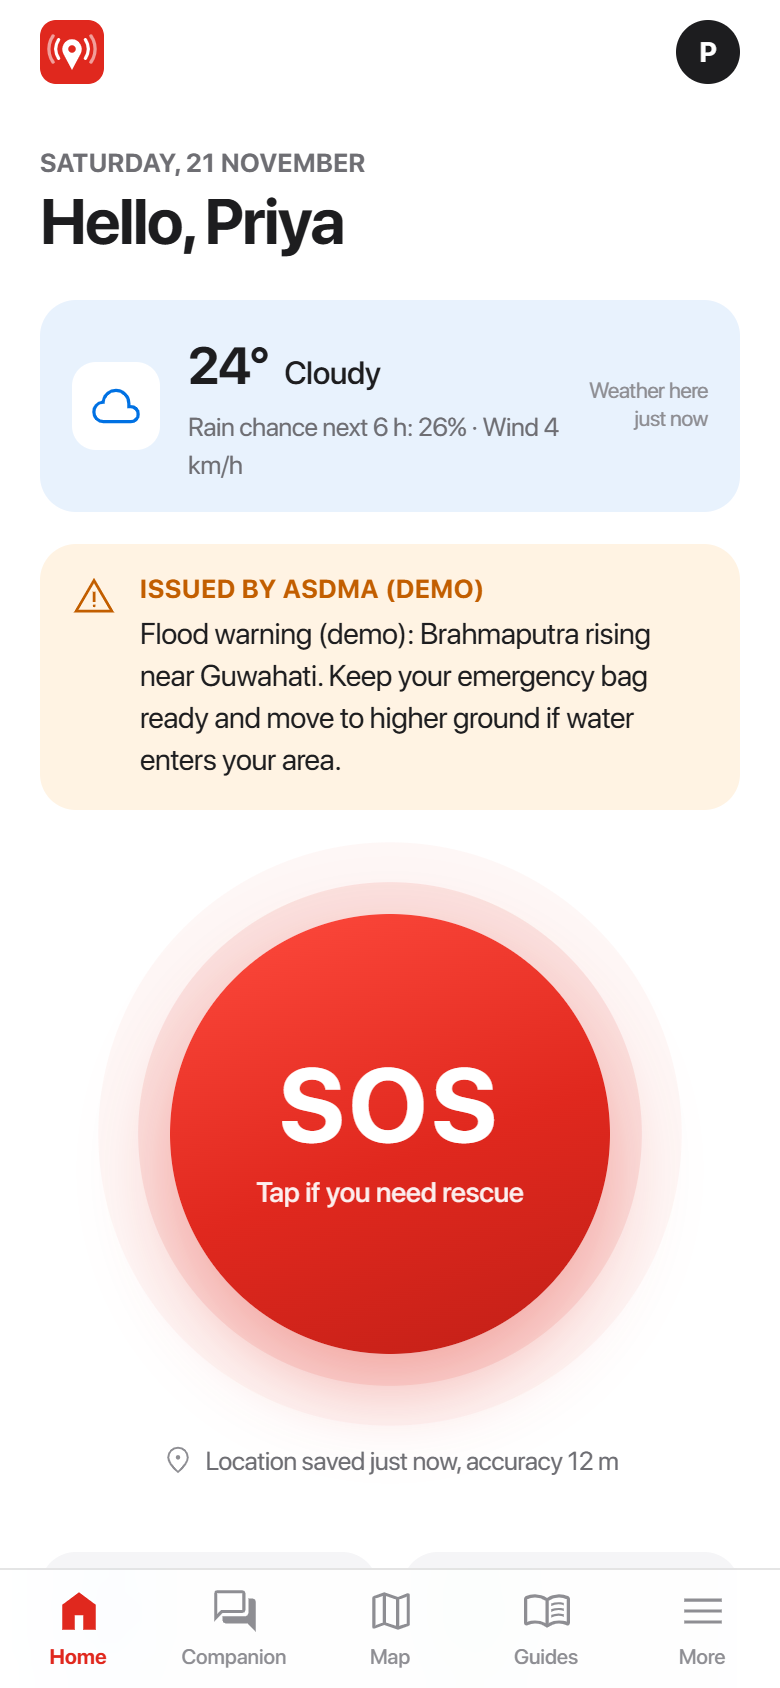 P
SATURDAY, 21 NOVEMBER
Hello, Priya
24° Cloudy
Rain chance next 6 h: 26% · Wind 4
km/h
Weather here
just now
ISSUED BY ASDMA (DEMO)
Flood warning (demo): Brahmaputra rising
near Guwahati. Keep your emergency bag
ready and move to higher ground if water
enters your area.
SOS
Tap if you need rescue
Location saved just now, accuracy 12 m
Home
Companion
Map
Guides
More